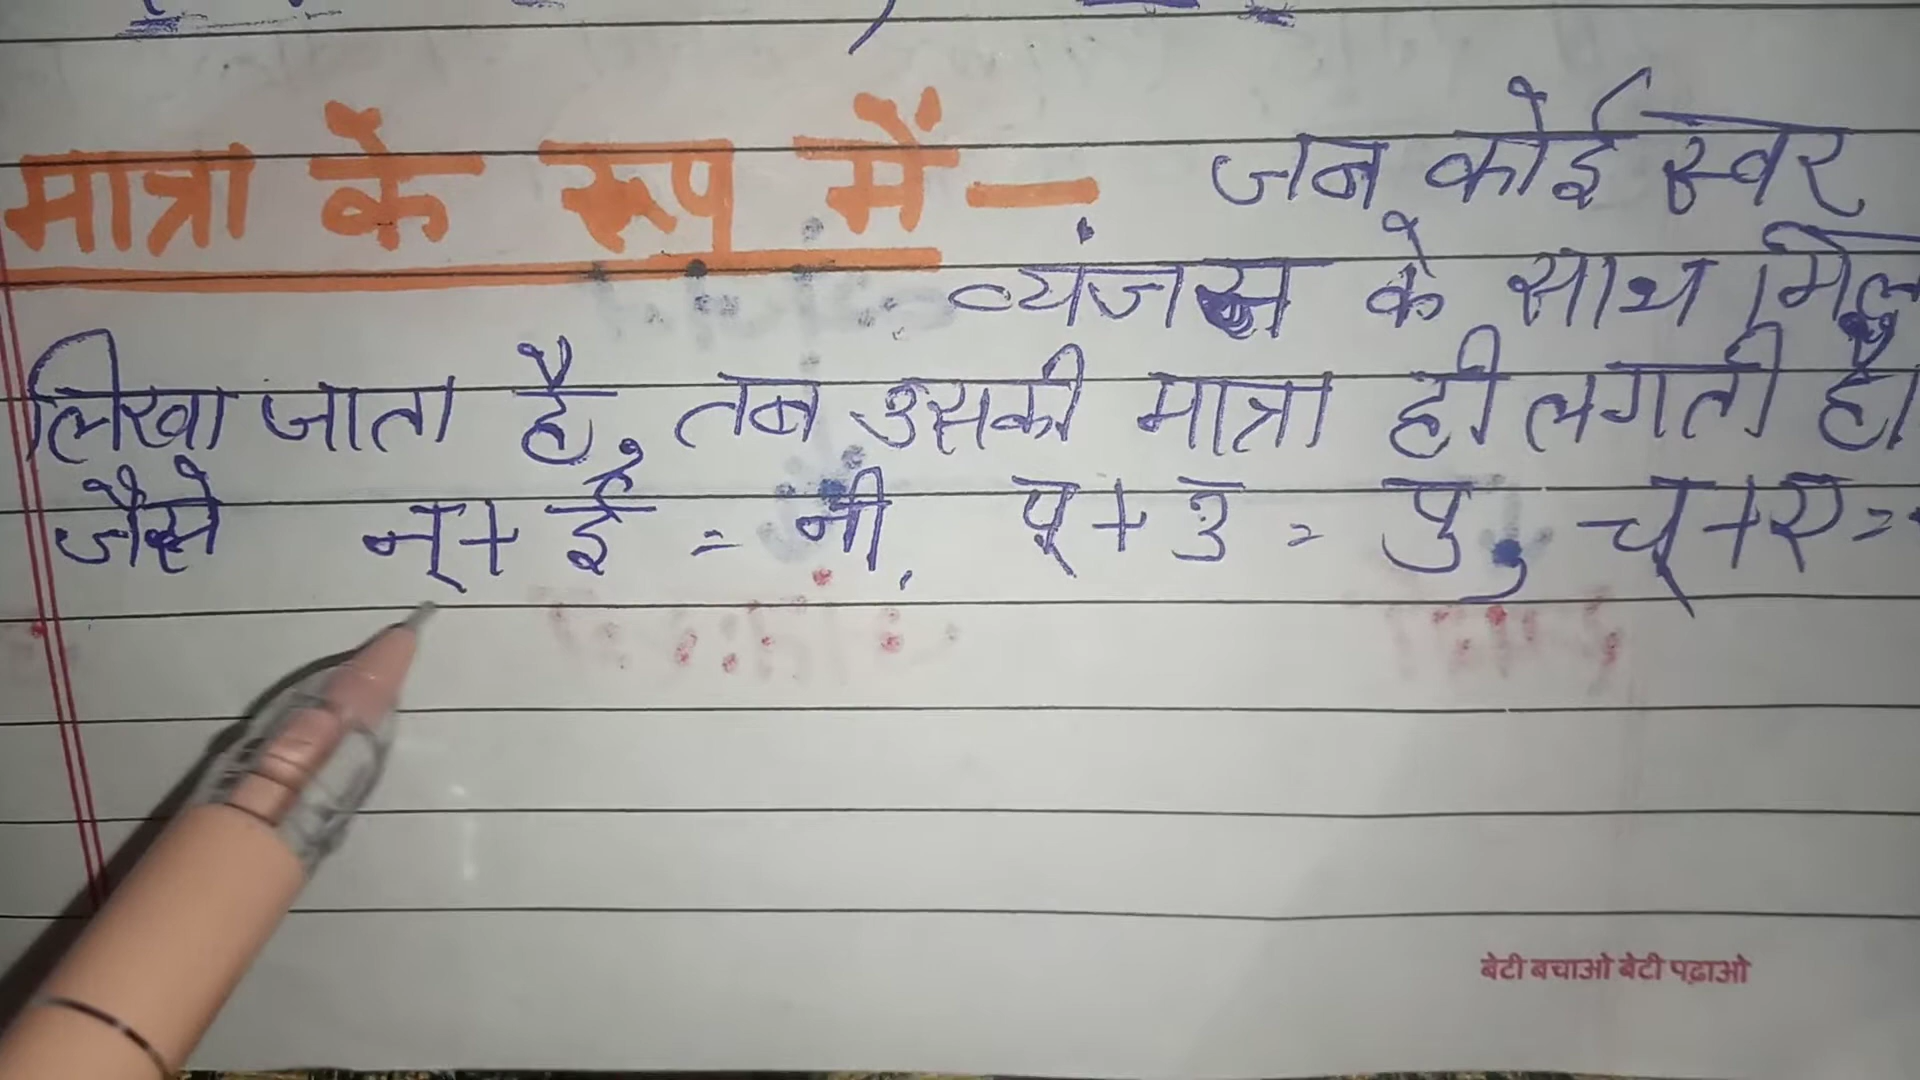 मात्रा के रूप में — जब कोई स्वर
व्यंजन के साथ मिल
लिखा जाता है, तब उसकी मात्रा ही लगती है।
जैसे न् + ई = नी, प् + उ = पु, च् + ए =
बेटी बचाओ बेटी पढ़ाओ